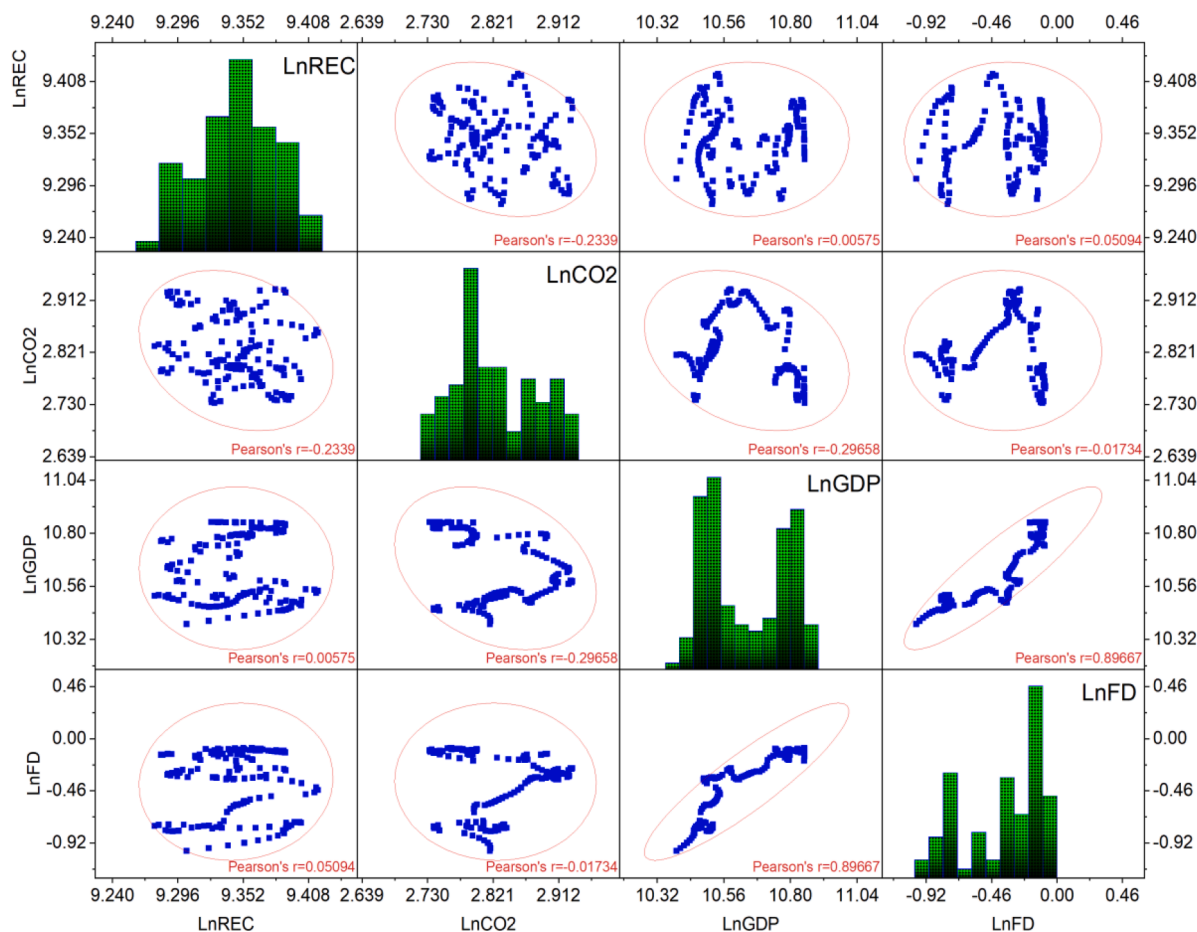 9.240 9.296 9.352 9.408 2.639 2.730 2.821 2.912 10.32 10.56 10.80 11.04 -0.92 -0.46 0.00 0.46
LnREC
9.408
9.352
9.296
9.240
LnREC
Pearson's r=-0.2339
Pearson's r=0.00575
Pearson's r=0.05094
9.408
9.352
9.296
9.240
LnCO2
2.912
2.821
2.730
2.639
Pearson's r=-0.2339
LnCO2
Pearson's r=-0.29658
Pearson's r=-0.01734
2.912
2.821
2.730
2.639
LnGDP
11.04
10.80
10.56
10.32
Pearson's r=0.00575
Pearson's r=-0.29658
LnGDP
Pearson's r=0.89667
11.04
10.80
10.56
10.32
LnFD
0.46
0.00
-0.46
-0.92
Pearson's r=0.05094
Pearson's r=-0.01734
Pearson's r=0.89667
LnFD
0.46
0.00
-0.46
-0.92
9.240 9.296 9.352 9.408 2.639 2.730 2.821 2.912 10.32 10.56 10.80 11.04 -0.92 -0.46 0.00 0.46
LnREC LnCO2 LnGDP LnFD